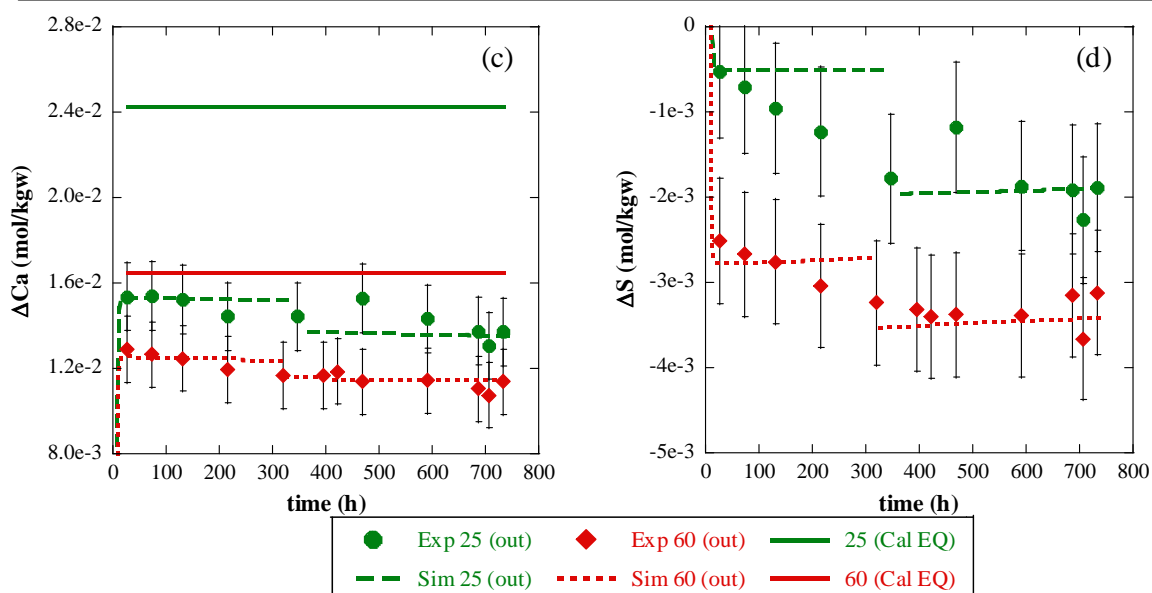 2.8e-2
2.4e-2
2.0e-2
1.6e-2
1.2e-2
8.0e-3
ΔCa (mol/kgw)
(c)
0 100 200 300 400 500 600 700 800
time (h)
0
-1e-3
-2e-3
-3e-3
-4e-3
-5e-3
ΔS (mol/kgw)
(d)
0 100 200 300 400 500 600 700 800
time (h)
Exp 25 (out) Exp 60 (out) 25 (Cal EQ)
Sim 25 (out) Sim 60 (out) 60 (Cal EQ)